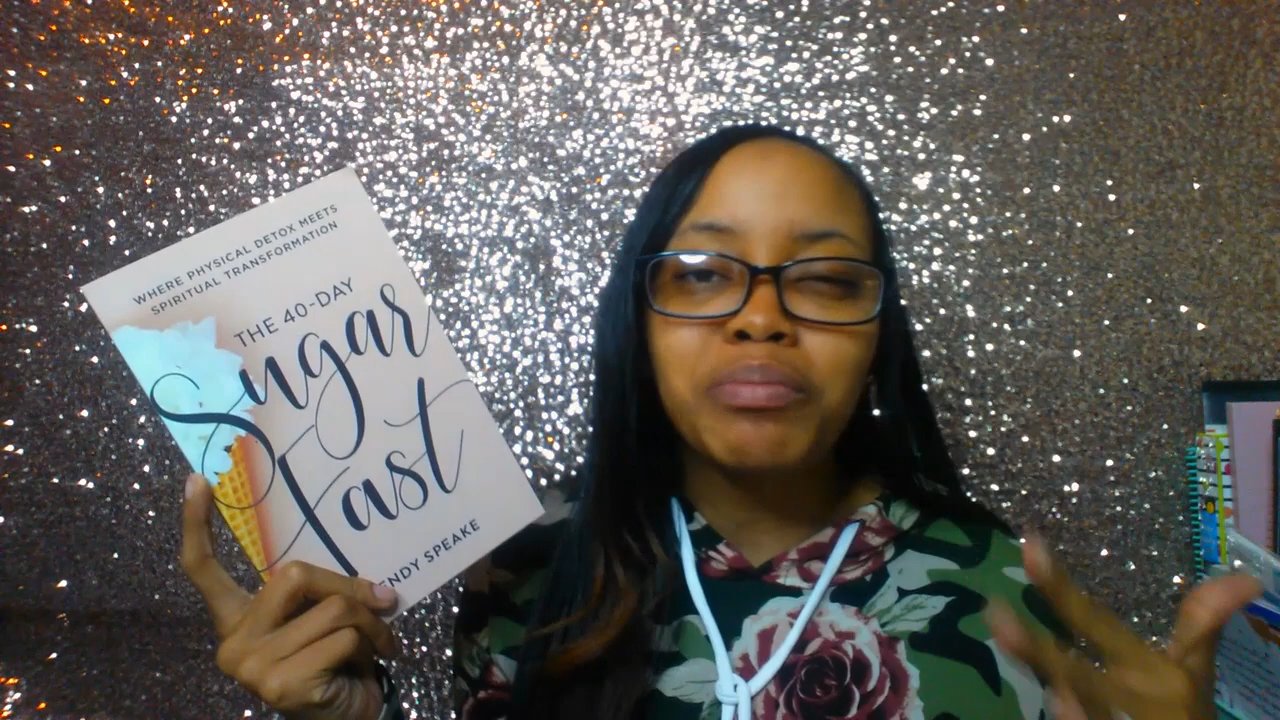 WHERE PHYSICAL DETOX MEETS
SPIRITUAL TRANSFORMATION
THE 40-DAY
Sugar
Fast
ENDY SPEAKE